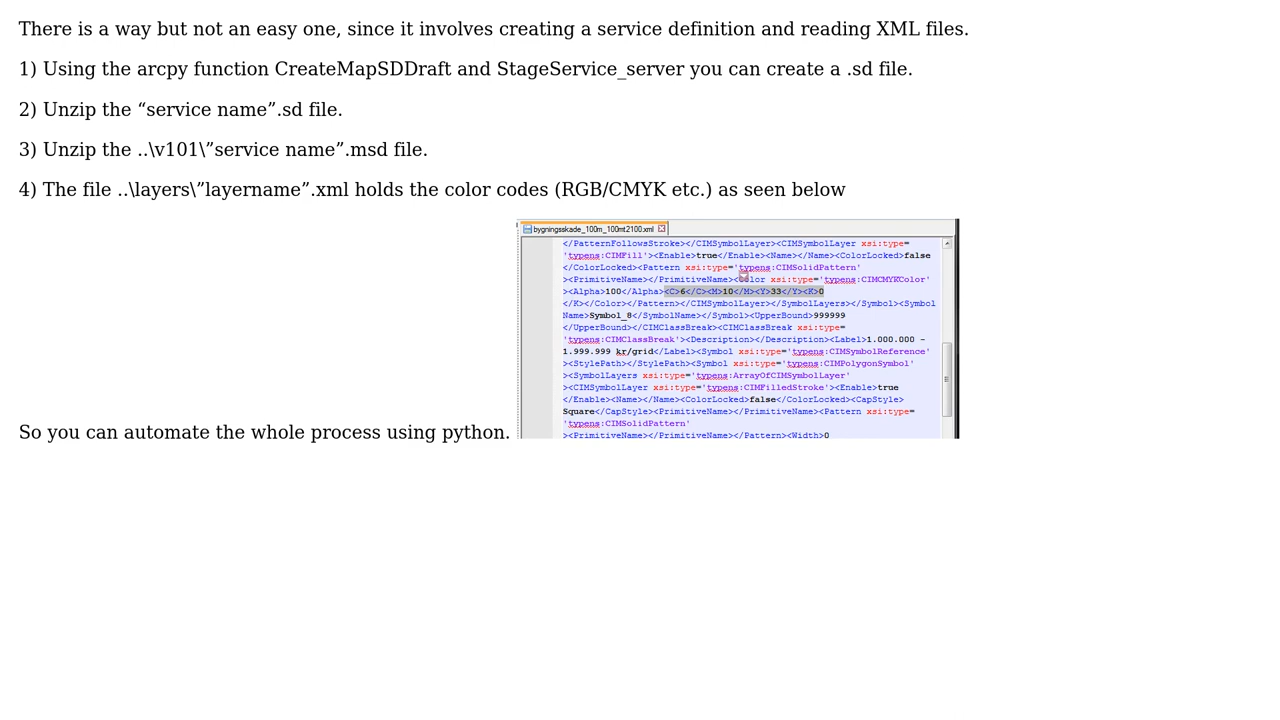 There is a way but not an easy one, since it involves creating a service definition and reading XML files.
1) Using the arcpy function CreateMapSDDraft and StageService_server you can create a .sd file.
2) Unzip the “service name”.sd file.
3) Unzip the ..\v101\”service name”.msd file.
4) The file ..\layers\”layername”.xml holds the color codes (RGB/CMYK etc.) as seen below
bygningsskade_100m_100mt2100.xml
</PatternFollowsStroke></CIMSymbolLayer><CIMSymbolLayer xsi:type=
'typens:CIMFill'><Enable>true</Enable><Name></Name><ColorLocked>false
</ColorLocked><Pattern xsi:type='typens:CIMSolidPattern'
><PrimitiveName></PrimitiveName><Color xsi:type='typens:CIMCMYKColor'
><Alpha>100</Alpha><C>6</C><M>10</M><Y>33</Y><K>0
</K></Color></Pattern></CIMSymbolLayer></SymbolLayers></Symbol><Symbol
Name>Symbol_8</SymbolName></Symbol><UpperBound>999999
</UpperBound></CIMClassBreak><CIMClassBreak xsi:type=
'typens:CIMClassBreak'><Description></Description><Label>1.000.000 -
1.999.999 kr/grid</Label><Symbol xsi:type='typens:CIMSymbolReference'
><StylePath></StylePath><Symbol xsi:type='typens:CIMPolygonSymbol'
><SymbolLayers xsi:type='typens:ArrayOfCIMSymbolLayer'
><CIMSymbolLayer xsi:type='typens:CIMFilledStroke'><Enable>true
</Enable><Name></Name><ColorLocked>false</ColorLocked><CapStyle>
Square</CapStyle><PrimitiveName></PrimitiveName><Pattern xsi:type=
'typens:CIMSolidPattern'
><PrimitiveName></PrimitiveName></Pattern><Width>0
So you can automate the whole process using python.